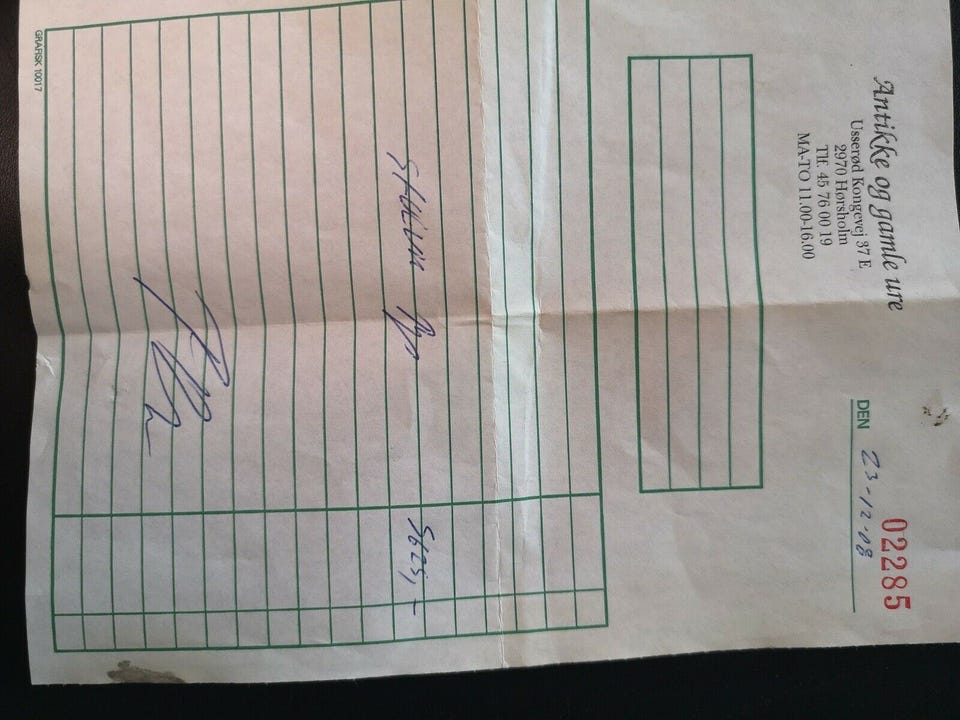 Antikke og gamle ure
Usserød Kongevej 37 E
2970 Hørsholm
Tlf. 45 76 00 19
MA-TO 11.00-16.00
02285
DEN 23-12-08
5625,-
GRAFISK 10017